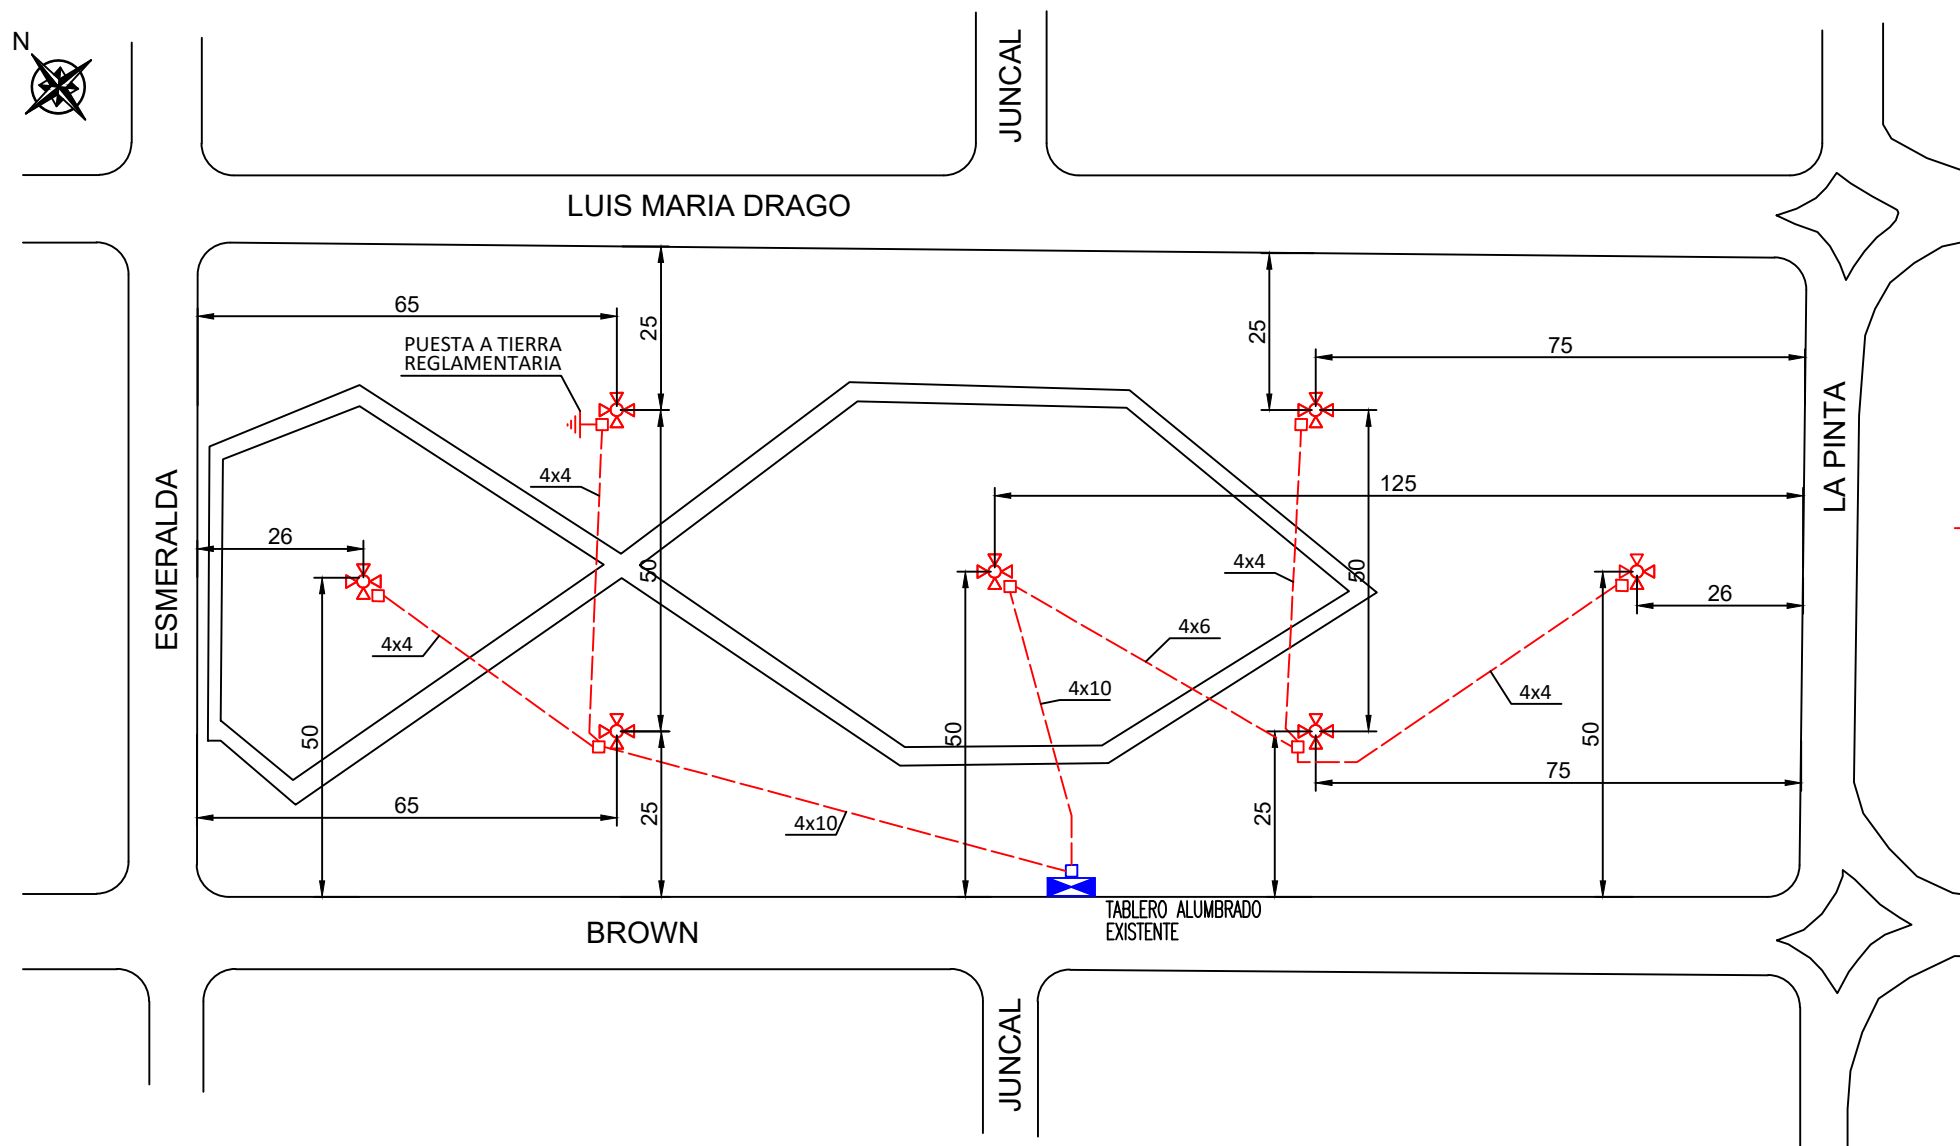 N
JUNCAL
LUIS MARIA DRAGO
65
25
25
PUESTA A TIERRA
REGLAMENTARIA
75
LA PINTA
4x4
125
ESMERALDA
26
50
4x4
50
26
4x6
4x4
4x10
4x4
50
50
50
75
65
25
4x10
25
TABLERO ALUMBRADO
EXISTENTE
BROWN
JUNCAL